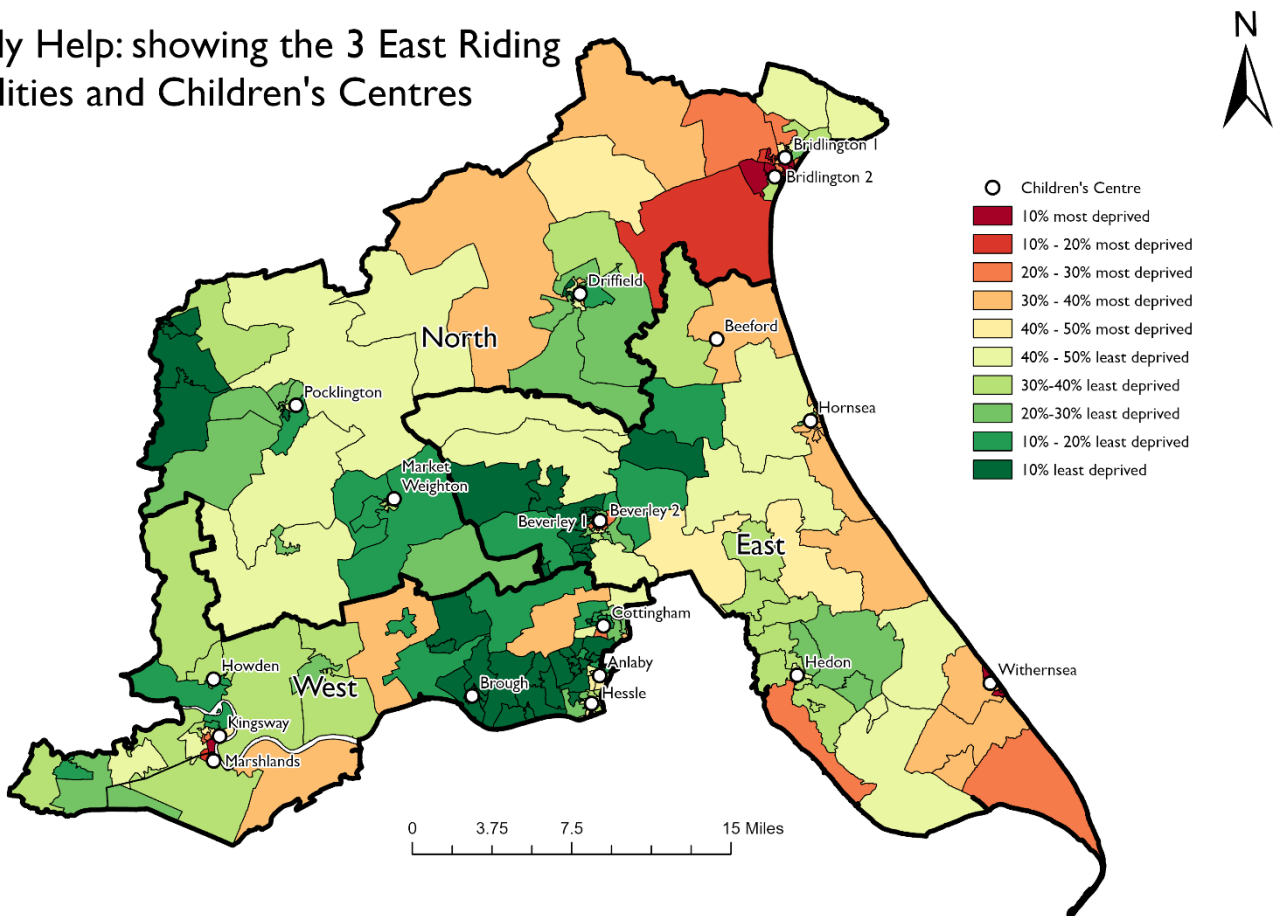 ly Help: showing the 3 East Riding
lities and Children's Centres
N
Bridlington 1
Bridlington 2
Children's Centre
10% most deprived
10% - 20% most deprived
20% - 30% most deprived
30% - 40% most deprived
40% - 50% most deprived
40% - 50% least deprived
30%-40% least deprived
20%-30% least deprived
10% - 20% least deprived
10% least deprived
Driffield
North
Beeford
Pocklington
Hornsea
Market
Weighton
Beverley 1
Beverley 2
East
Cottingham
Howden
West
Anlaby
Hedon
Withernsea
Brough
Hessle
Kingsway
Marshlands
0 3.75 7.5 15 Miles